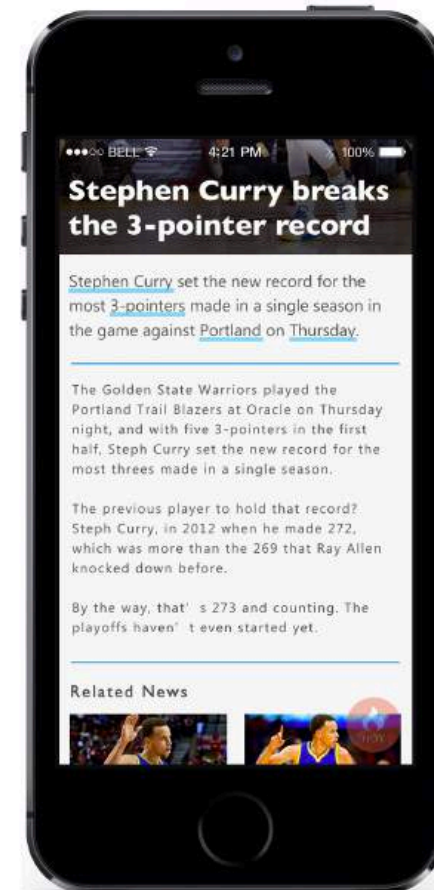 BELL 4:21 PM 100%
Stephen Curry breaks
the 3-pointer record
Stephen Curry set the new record for the
most 3-pointers made in a single season in
the game against Portland on Thursday.
The Golden State Warriors played the
Portland Trail Blazers at Oracle on Thursday
night, and with five 3-pointers in the first
half, Steph Curry set the new record for the
most threes made in a single season.
The previous player to hold that record?
Steph Curry, in 2012 when he made 272,
which was more than the 269 that Ray Allen
knocked down before.
By the way, that’ s 273 and counting. The
playoffs haven’ t even started yet.
Related News